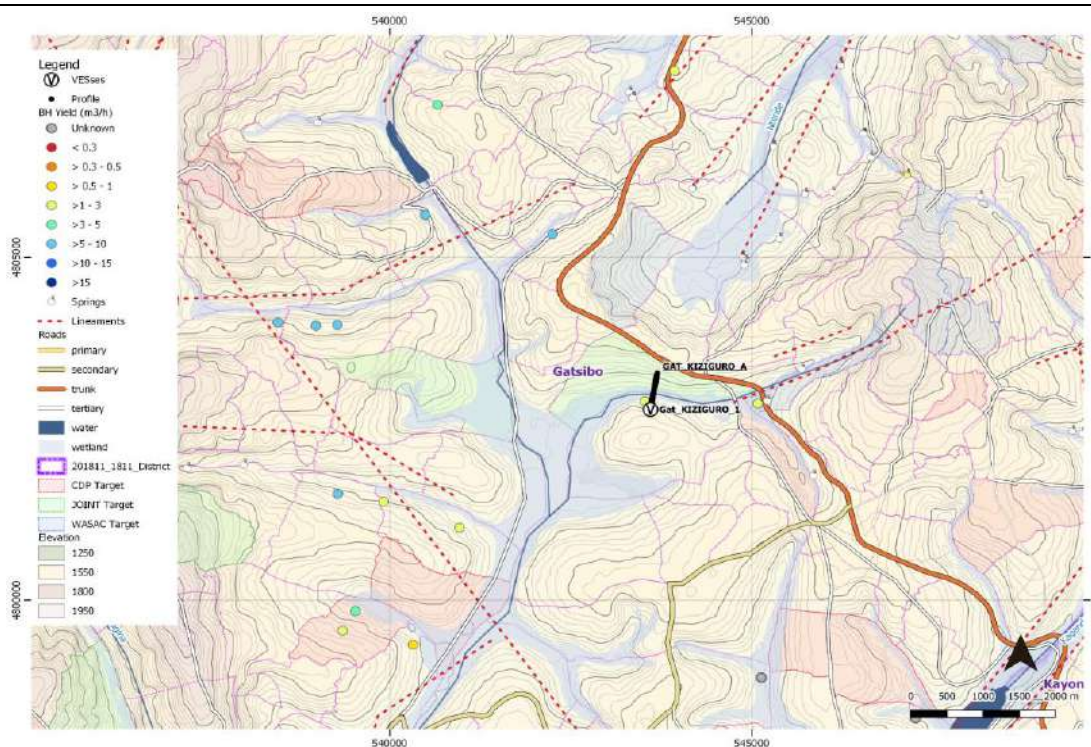 540000
545000
Legend
VESses
Profile
BH Yield (m3/h)
Unknown
< 0.3
> 0.3 - 0.5
> 0.5 - 1
>1 - 3
>3 - 5
>5 - 10
>10 - 15
>15
Springs
Lineaments
Roads
primary
secondary
trunk
tertiary
water
wetland
201811_1811_District
CDP Target
JOINT Target
WASAC Target
Elevation
1250
1550
1800
1950
4805000
4805000
GAT_KIZIGURO_A
Gatsibo
V
Gat_KIZIGURO_1
4800000
4800000
Kayon
0 500 1000 1500 2000 m
540000
545000